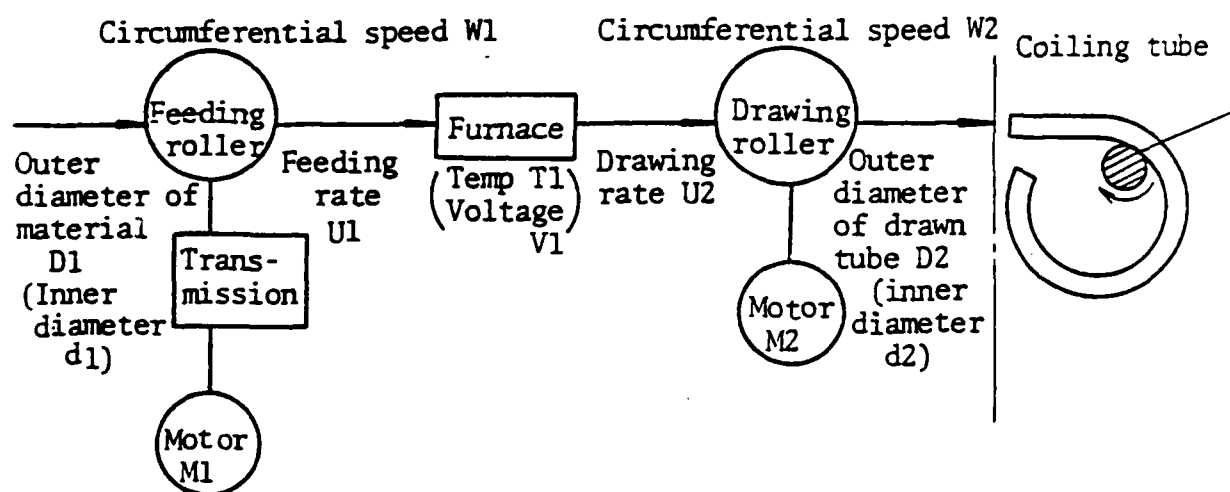 Circumferential speed W1
Feeding
roller
Outer
diameter of
material
D1
(Inner
diameter
d1)
Trans-
mission
Motor
M1
Feeding
rate
U1
Furnace
(Temp T1
Voltage)
V1
Circumferential speed W2
Drawing
roller
Drawing
rate U2
Motor
M2
Outer
diameter
of drawn
tube D2
(inner
diameter
d2)
Coiling tube